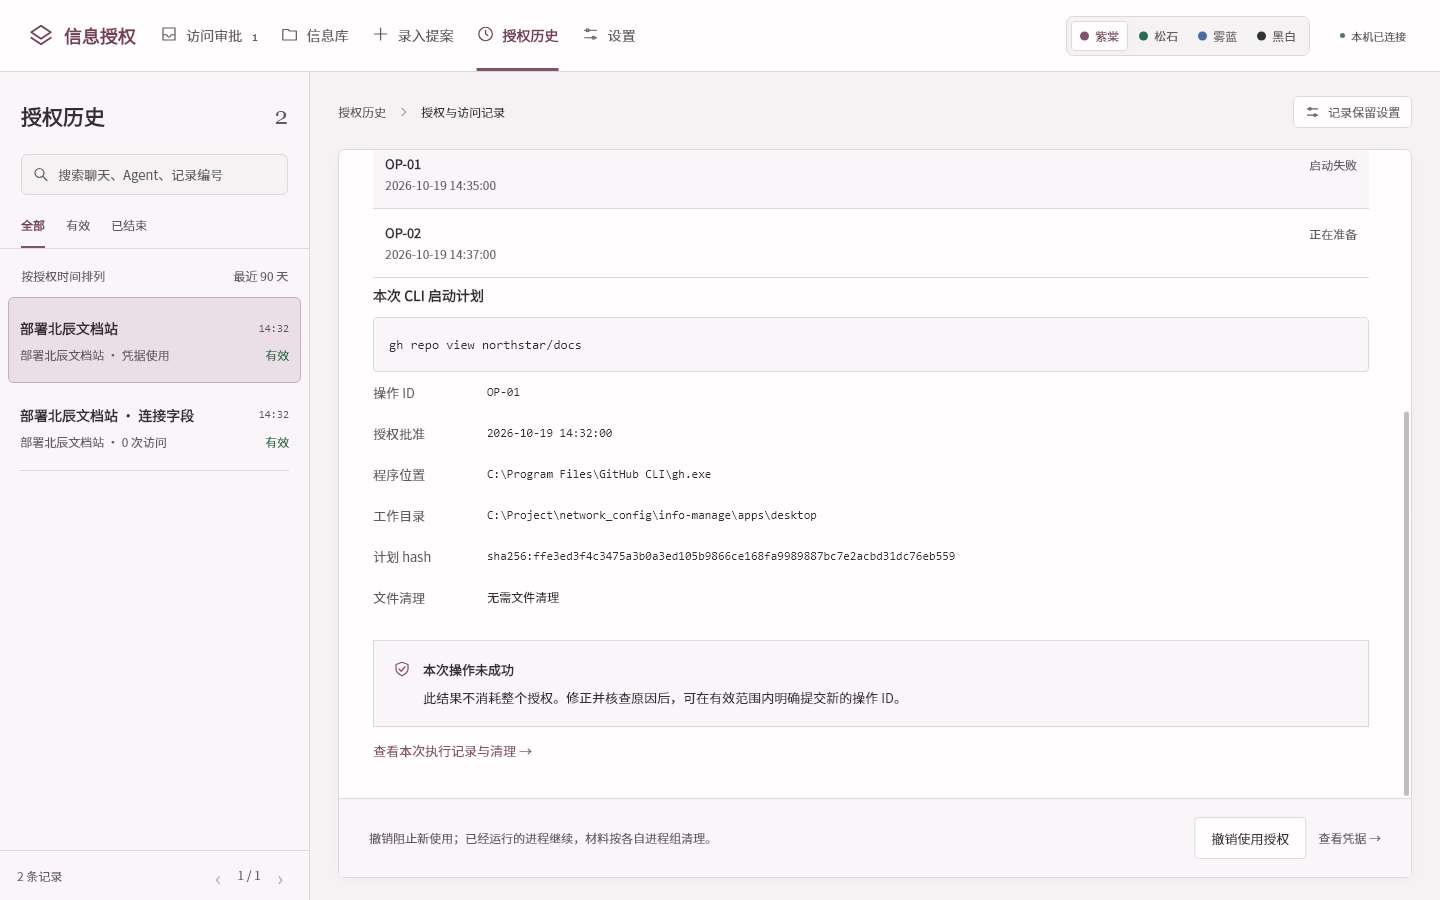 信息授权
访问审批 1
信息库
录入提案
授权历史
设置
紫棠
松石
雾蓝
黑白
本机已连接
授权历史 2
搜索聊天、Agent、记录编号
全部 有效 已结束
按授权时间排列 最近 90 天
部署北辰文档站 14:32
部署北辰文档站 · 凭据使用 有效
部署北辰文档站 · 连接字段 14:32
部署北辰文档站 · 0 次访问 有效
2 条记录 ‹ 1 / 1 ›
授权历史 > 授权与访问记录
记录保留设置
OP-01 启动失败
2026-10-19 14:35:00
OP-02 正在准备
2026-10-19 14:37:00
本次 CLI 启动计划
gh repo view northstar/docs
操作 ID OP-01
授权批准 2026-10-19 14:32:00
程序位置 C:\Program Files\GitHub CLI\gh.exe
工作目录 C:\Project\network_config\info-manage\apps\desktop
计划 hash sha256:ffe3ed3f4c3475a3b0a3ed105b9866ce168fa9989887bc7e2acbd31dc76eb559
文件清理 无需文件清理
本次操作未成功
此结果不消耗整个授权。修正并核查原因后，可在有效范围内明确提交新的操作 ID。
查看本次执行记录与清理 →
撤销阻止新使用；已经运行的进程继续，材料按各自进程组清理。
撤销使用授权
查看凭据 →